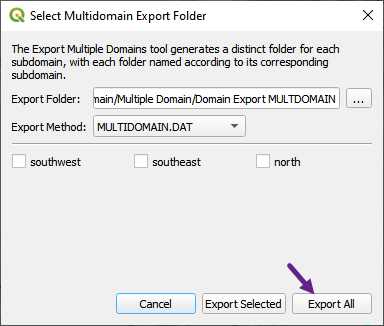 Select Multidomain Export Folder
The Export Multiple Domains tool generates a distinct folder for each
subdomain, with each folder named according to its corresponding
subdomain.
Export Folder: main/Multiple Domain/Domain Export MULTDOMAIN ...
Export Method: MULTIDOMAIN.DAT
southwest southeast north
Cancel Export Selected Export All